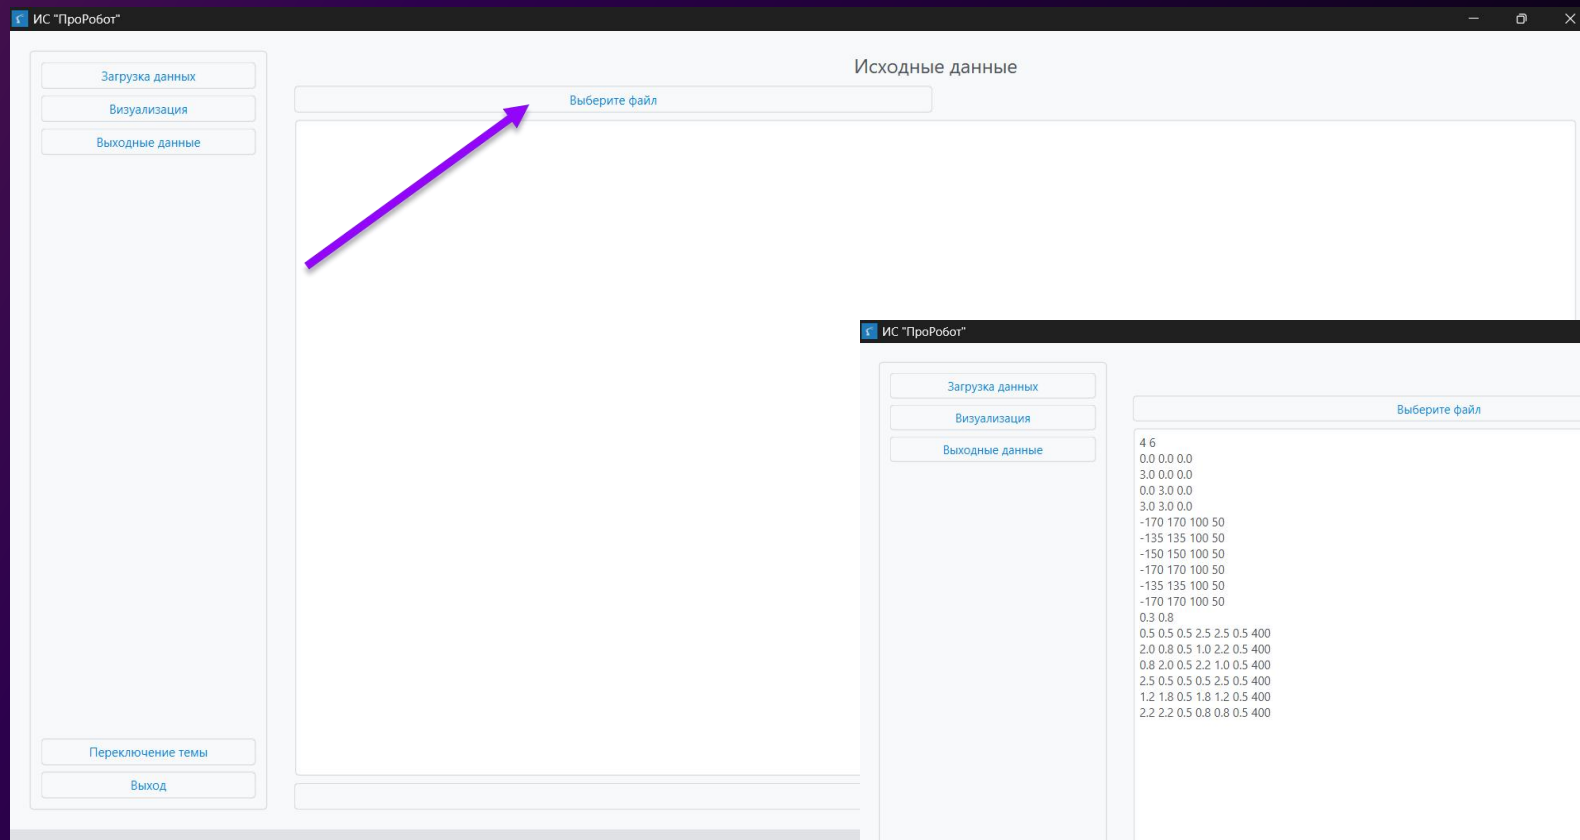 ИС "ПроРобот"
Исходные данные
Загрузка данных
Визуализация
Выходные данные
Выберите файл
Переключение темы
Выход
ИС "ПроРобот"
Загрузка данных
Визуализация
Выходные данные
Выберите файл
4 6
0.0 0.0 0.0
3.0 0.0 0.0
0.0 3.0 0.0
3.0 3.0 0.0
-170 170 100 50
-135 135 100 50
-150 150 100 50
-170 170 100 50
-135 135 100 50
-170 170 100 50
0.3 0.8
0.5 0.5 0.5 2.5 2.5 0.5 400
2.0 0.8 0.5 1.0 2.2 0.5 400
0.8 2.0 0.5 2.2 1.0 0.5 400
2.5 0.5 0.5 0.5 2.5 0.5 400
1.2 1.8 0.5 1.8 1.2 0.5 400
2.2 2.2 0.5 0.8 0.8 0.5 400